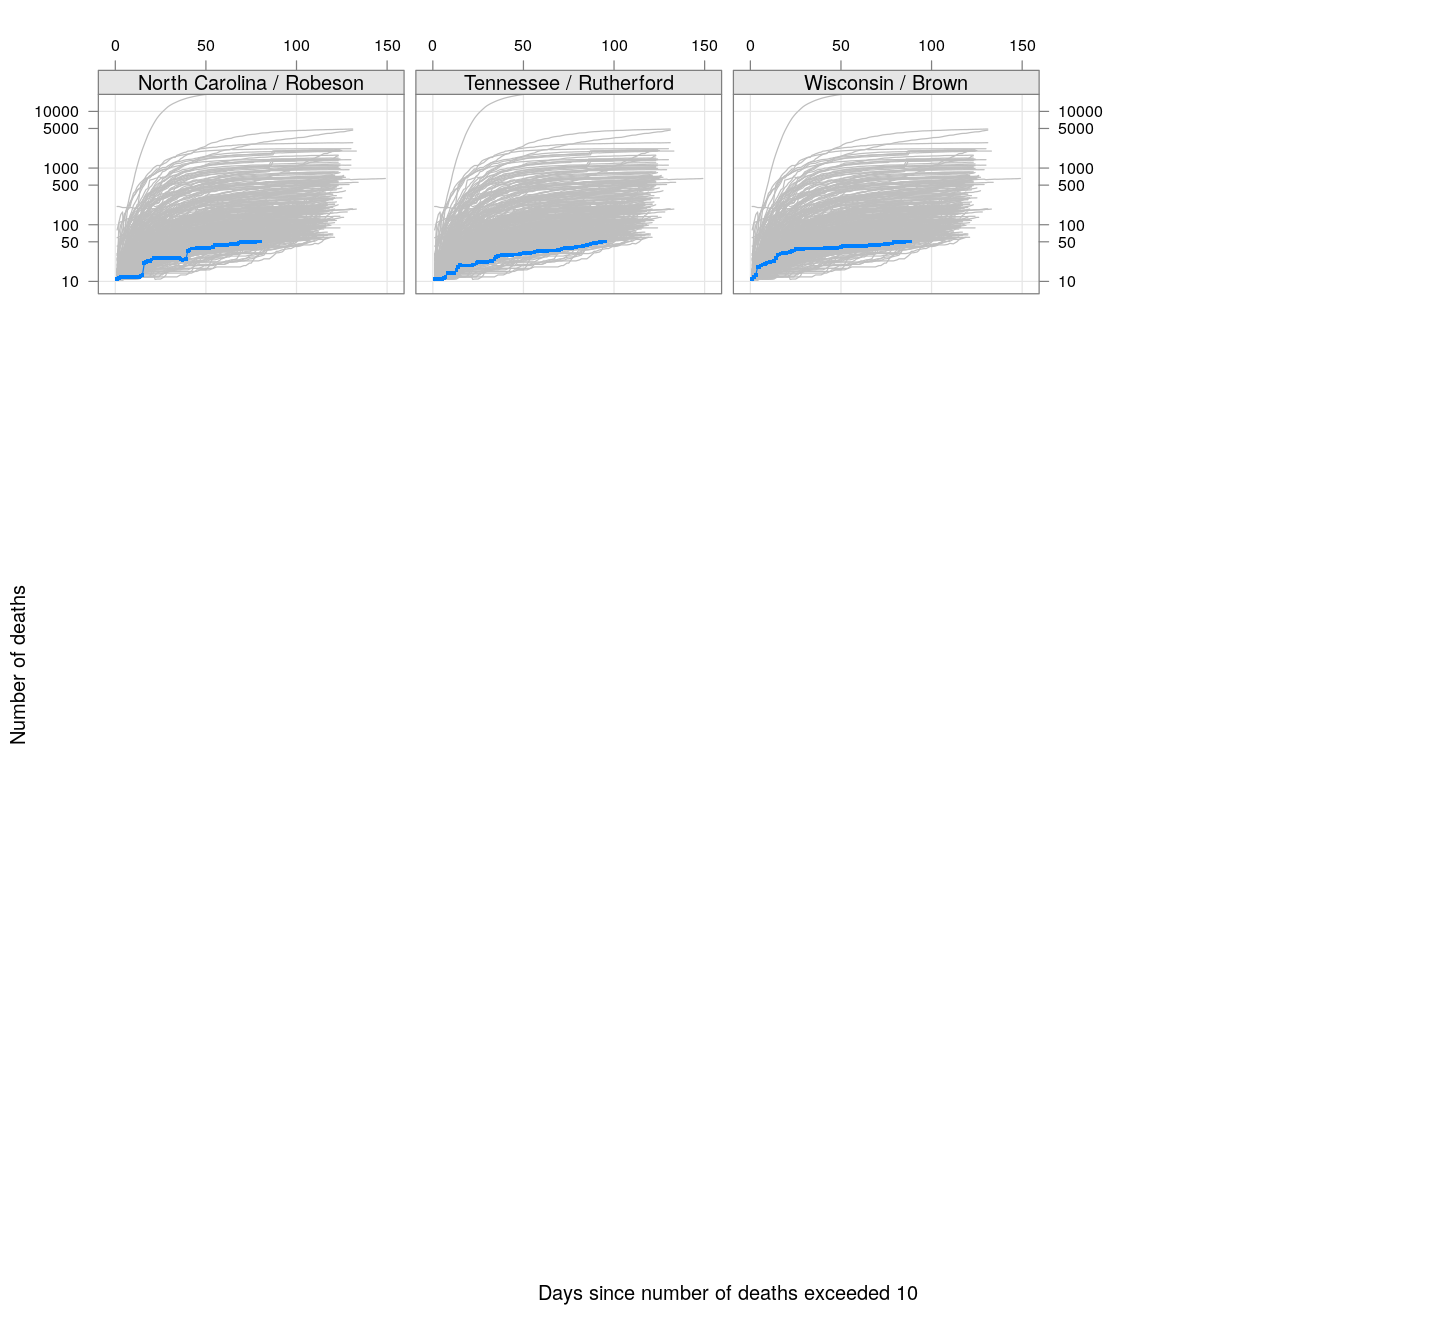 0 50 100 150 0 50 100 150 0 50 100 150
North Carolina / Robeson Tennessee / Rutherford Wisconsin / Brown
10000 10000
5000 5000
1000 1000
500 500
100 100
50 50
10 10
Number of deaths
Days since number of deaths exceeded 10